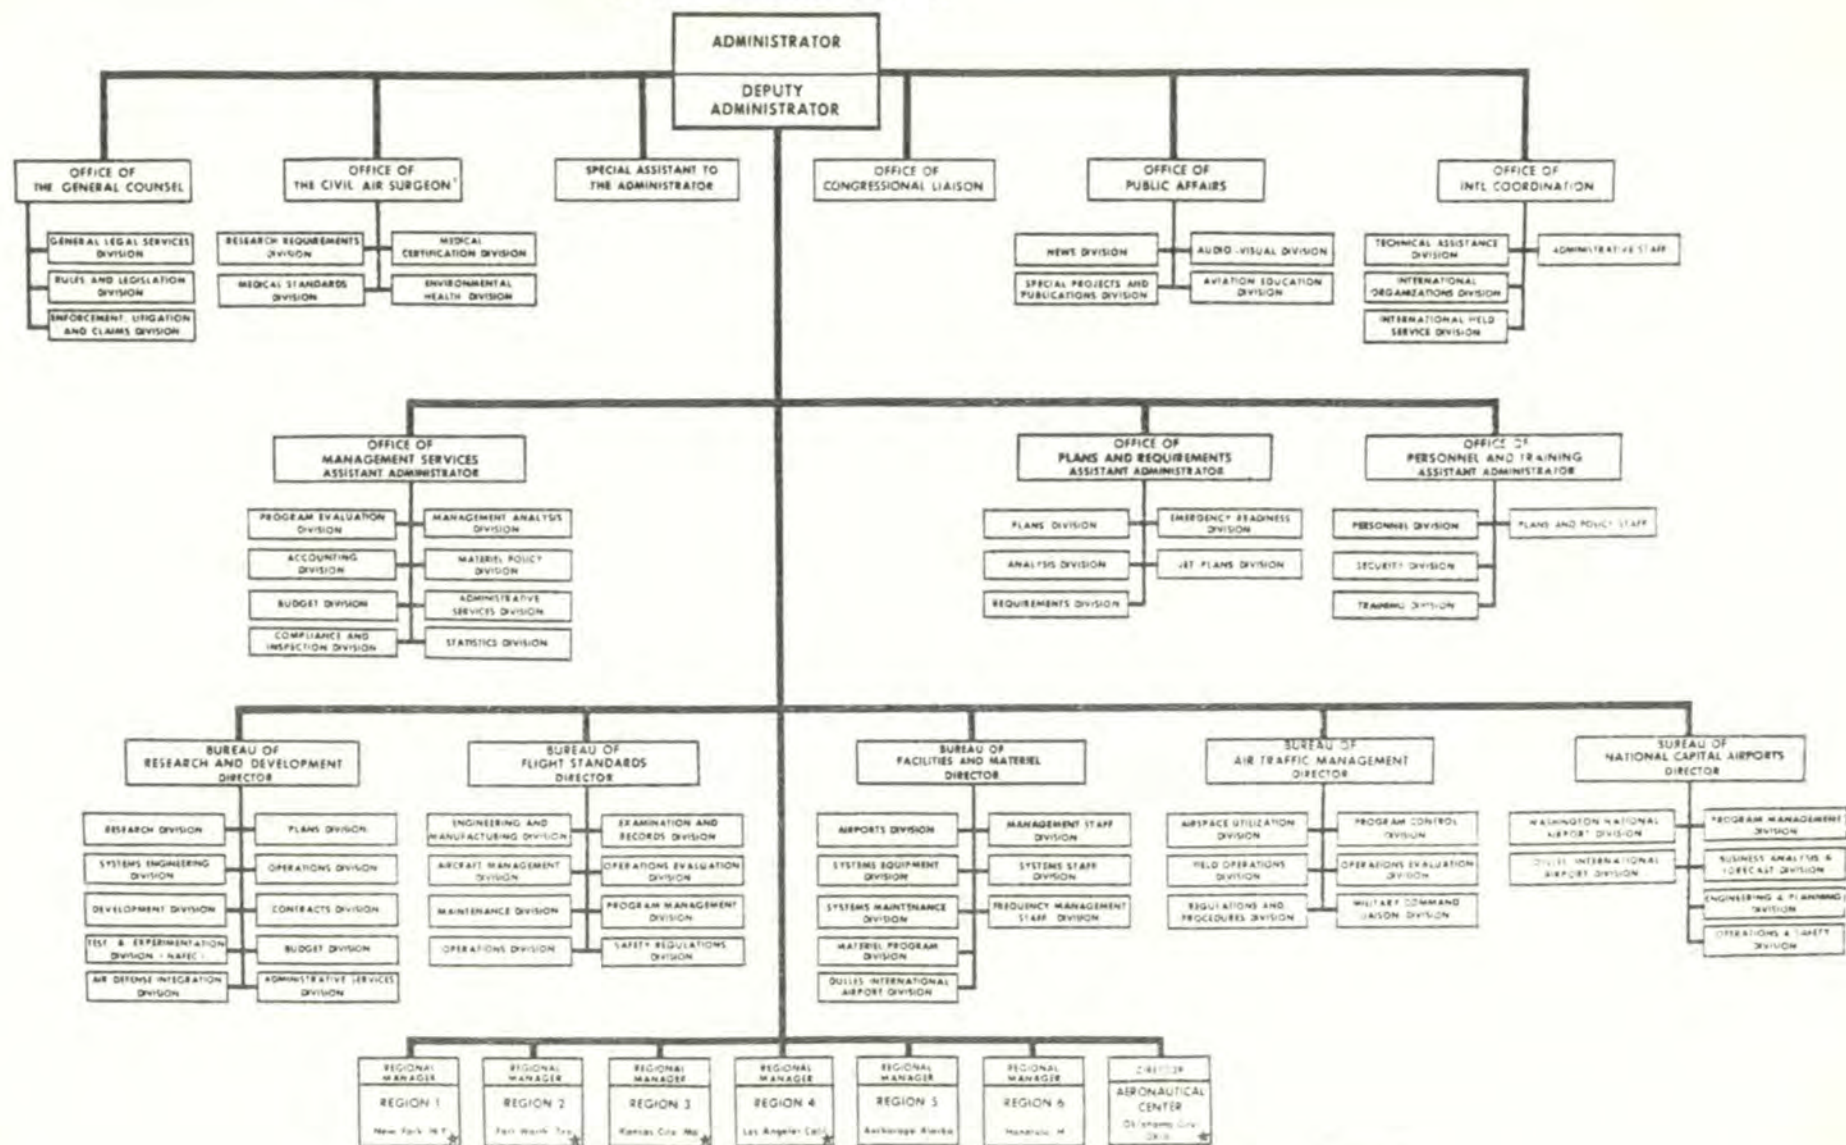 ADMINISTRATOR
DEPUTY
ADMINISTRATOR
OFFICE OF
THE GENERAL COUNSEL
GENERAL LEGAL SERVICES
DIVISION
RULES AND LEGISLATION
DIVISION
ENFORCEMENT, LITIGATION
AND CLAIMS DIVISION
OFFICE OF
THE CIVIL AIR SURGEON
RESEARCH REQUIREMENTS
DIVISION
MEDICAL STANDARDS
DIVISION
MEDICAL
CERTIFICATION DIVISION
ENVIRONMENTAL
HEALTH DIVISION
SPECIAL ASSISTANT TO
THE ADMINISTRATOR
OFFICE OF
CONGRESSIONAL LIAISON
OFFICE OF
PUBLIC AFFAIRS
NEWS DIVISION
SPECIAL PROJECTS AND
PUBLICATIONS DIVISION
AUDIO-VISUAL DIVISION
AVIATION EDUCATION
DIVISION
OFFICE OF
INTL COORDINATION
TECHNICAL ASSISTANCE
DIVISION
INTERNATIONAL
ORGANIZATIONS DIVISION
INTERNATIONAL FIELD
SERVICE DIVISION
ADMINISTRATIVE STAFF
OFFICE OF
MANAGEMENT SERVICES
ASSISTANT ADMINISTRATOR
PROGRAM EVALUATION
DIVISION
ACCOUNTING
DIVISION
BUDGET DIVISION
COMPLIANCE AND
INSPECTION DIVISION
MANAGEMENT ANALYSIS
DIVISION
MATERIEL POLICY
DIVISION
ADMINISTRATIVE
SERVICES DIVISION
STATISTICS DIVISION
OFFICE OF
PLANS AND REQUIREMENTS
ASSISTANT ADMINISTRATOR
PLANS DIVISION
ANALYSIS DIVISION
REQUIREMENTS DIVISION
EMERGENCY READINESS
DIVISION
JET PLANS DIVISION
OFFICE OF
PERSONNEL AND TRAINING
ASSISTANT ADMINISTRATOR
PERSONNEL DIVISION
SECURITY DIVISION
TRAINING DIVISION
PLANS AND POLICY STAFF
BUREAU OF
RESEARCH AND DEVELOPMENT
DIRECTOR
RESEARCH DIVISION
SYSTEMS ENGINEERING
DIVISION
DEVELOPMENT DIVISION
TEST & EXPERIMENTATION
DIVISION (NAFEC)
AIR DEFENSE INTEGRATION
DIVISION
PLANS DIVISION
OPERATIONS DIVISION
CONTRACTS DIVISION
BUDGET DIVISION
ADMINISTRATIVE SERVICES
DIVISION
BUREAU OF
FLIGHT STANDARDS
DIRECTOR
ENGINEERING AND
MANUFACTURING DIVISION
AIRCRAFT MANAGEMENT
DIVISION
MAINTENANCE DIVISION
OPERATIONS DIVISION
EXAMINATION AND
RECORDS DIVISION
OPERATIONS EVALUATION
DIVISION
PROGRAM MANAGEMENT
DIVISION
SAFETY REGULATIONS
DIVISION
BUREAU OF
FACILITIES AND MATERIEL
DIRECTOR
AIRPORTS DIVISION
SYSTEMS EQUIPMENT
DIVISION
SYSTEMS MAINTENANCE
DIVISION
MATERIEL PROGRAM
DIVISION
DULLES INTERNATIONAL
AIRPORT DIVISION
MANAGEMENT STAFF
DIVISION
SYSTEMS STAFF
DIVISION
FREQUENCY MANAGEMENT
STAFF DIVISION
BUREAU OF
AIR TRAFFIC MANAGEMENT
DIRECTOR
AIRSPACE UTILIZATION
DIVISION
FIELD OPERATIONS
DIVISION
REGULATIONS AND
PROCEDURES DIVISION
PROGRAM CONTROL
DIVISION
OPERATIONS EVALUATION
DIVISION
MILITARY COMMAND
LIAISON DIVISION
BUREAU OF
NATIONAL CAPITAL AIRPORTS
DIRECTOR
WASHINGTON NATIONAL
AIRPORT DIVISION
DULLES INTERNATIONAL
AIRPORT DIVISION
PROGRAM MANAGEMENT
DIVISION
BUSINESS ANALYSIS &
FORECAST DIVISION
ENGINEERING & PLANNING
DIVISION
OPERATIONS & SAFETY
DIVISION
REGIONAL
MANAGER
REGION 1
New York N.Y.
REGIONAL
MANAGER
REGION 2
Fort Worth Tex
REGIONAL
MANAGER
REGION 3
Kansas City Mo
REGIONAL
MANAGER
REGION 4
Los Angeles Calif
REGIONAL
MANAGER
REGION 5
Anchorage Alaska
REGIONAL
MANAGER
REGION 6
Honolulu H
DIRECTOR
AERONAUTICAL
CENTER
Oklahoma City
Okla